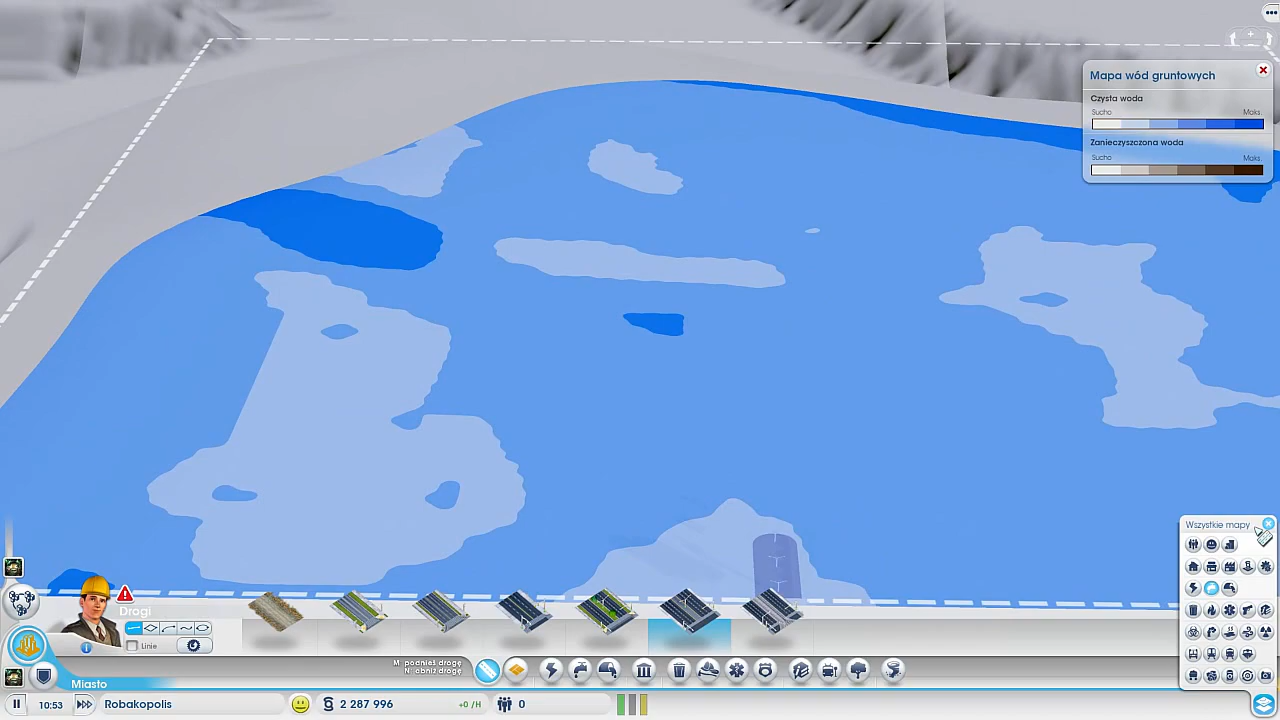 Mapa wód gruntowych
Czysta woda
Sucho Maks.
Zanieczyszczona woda
Sucho Maks.
Wszystkie mapy
Drogi
Linie
M podnieś drogę
N obniż drogę
Miasto
10:53 Robakopolis 2 287 996 +0 /H 0